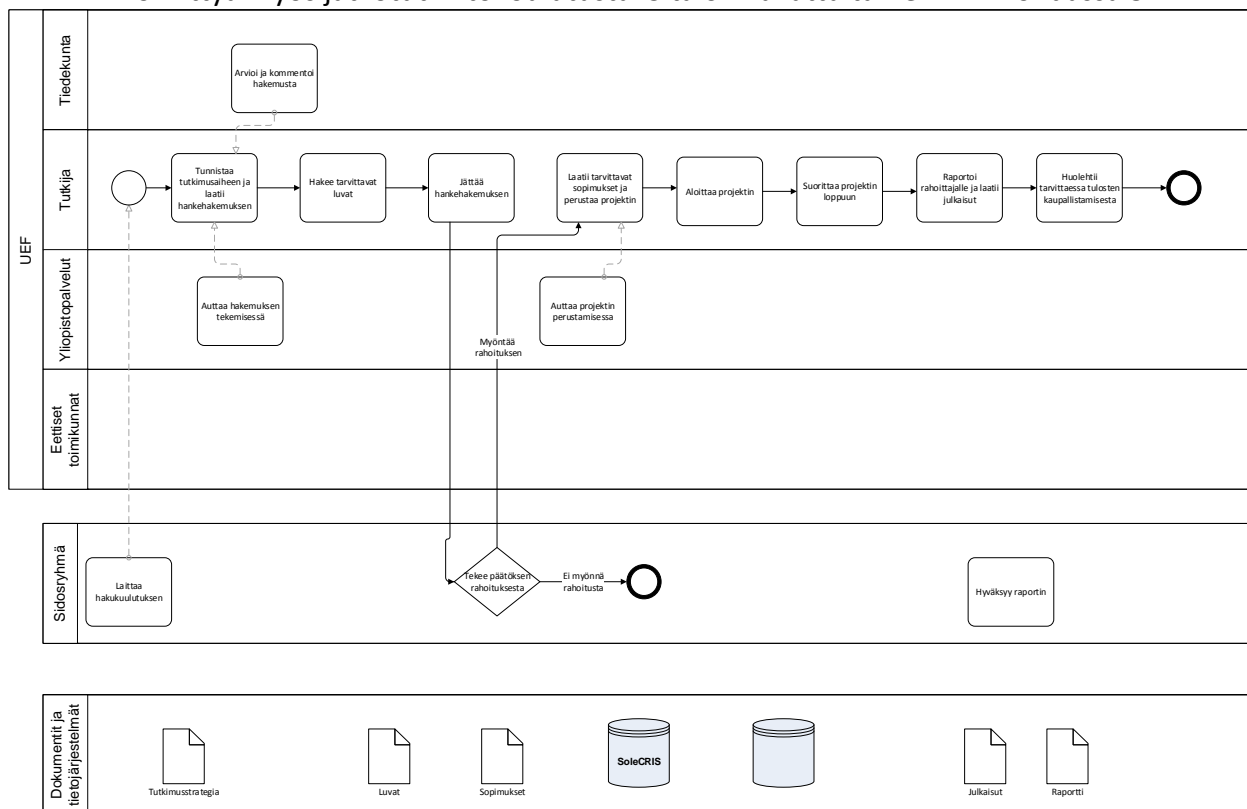 Tiedekunta
Arvioi ja kommentoi
hakemusta
UEF
Tutkija
Tunnistaa
tutkimusaiheen ja
laatii
hankehakemuksen
Hakee tarvittavat
luvat
Jättää
hankehakemuksen
Laatii tarvittavat
sopimukset ja
perustaa projektin
Aloittaa projektin
Suorittaa projektin
loppuun
Raportoi
rahoittajalle ja laatii
julkaisut
Huolehtii
tarvittaessa tulosten
kaupallistamisesta
Yliopistopalvelut
Auttaa hakemuksen
tekemisessä
Auttaa projektin
perustamisessa
Myöntää
rahoituksen
Eettiset
toimikunnat
Sidosryhmä
Laittaa
hakukuulutuksen
Tekee päätöksen
rahoituksesta
Ei myönnä
rahoitusta
Hyväksyy raportin
Dokumentit ja
tietojärjestelmät
Tutkimusstrategia
Luvat
Sopimukset
SoleCRIS
Julkaisut
Raportti